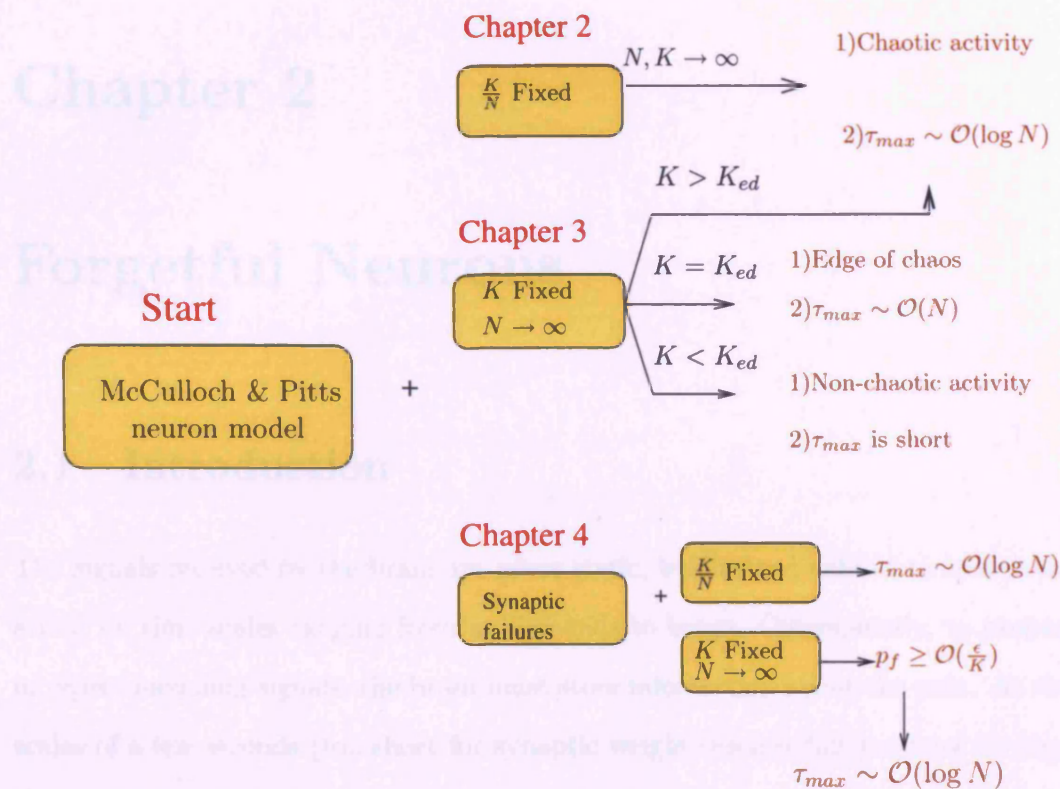 Chapter 2
N, K → ∞
K/N Fixed
1)Chaotic activity
2)τ_max ∼ O(log N)
Chapter 3
K Fixed
N → ∞
K > K_ed
K = K_ed
1)Edge of chaos
2)τ_max ∼ O(N)
K < K_ed
1)Non-chaotic activity
2)τ_max is short
Start
McCulloch & Pitts
neuron model
+
Chapter 4
Synaptic
failures
+
K/N Fixed
τ_max ∼ O(log N)
K Fixed
N → ∞
p_f ≥ O(ϵ/K)
τ_max ∼ O(log N)
Chapter 2
Forgetful Neurons
2.1 Introduction